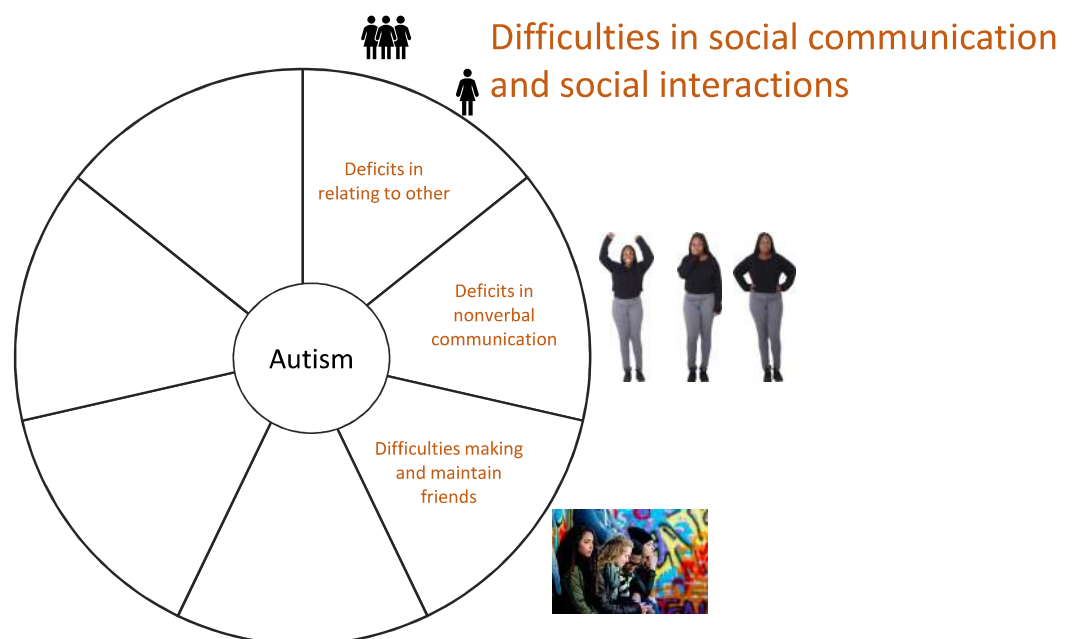 Difficulties in social communication
and social interactions
Deficits in
relating to other
Deficits in
nonverbal
communication
Autism
Difficulties making
and maintain
friends